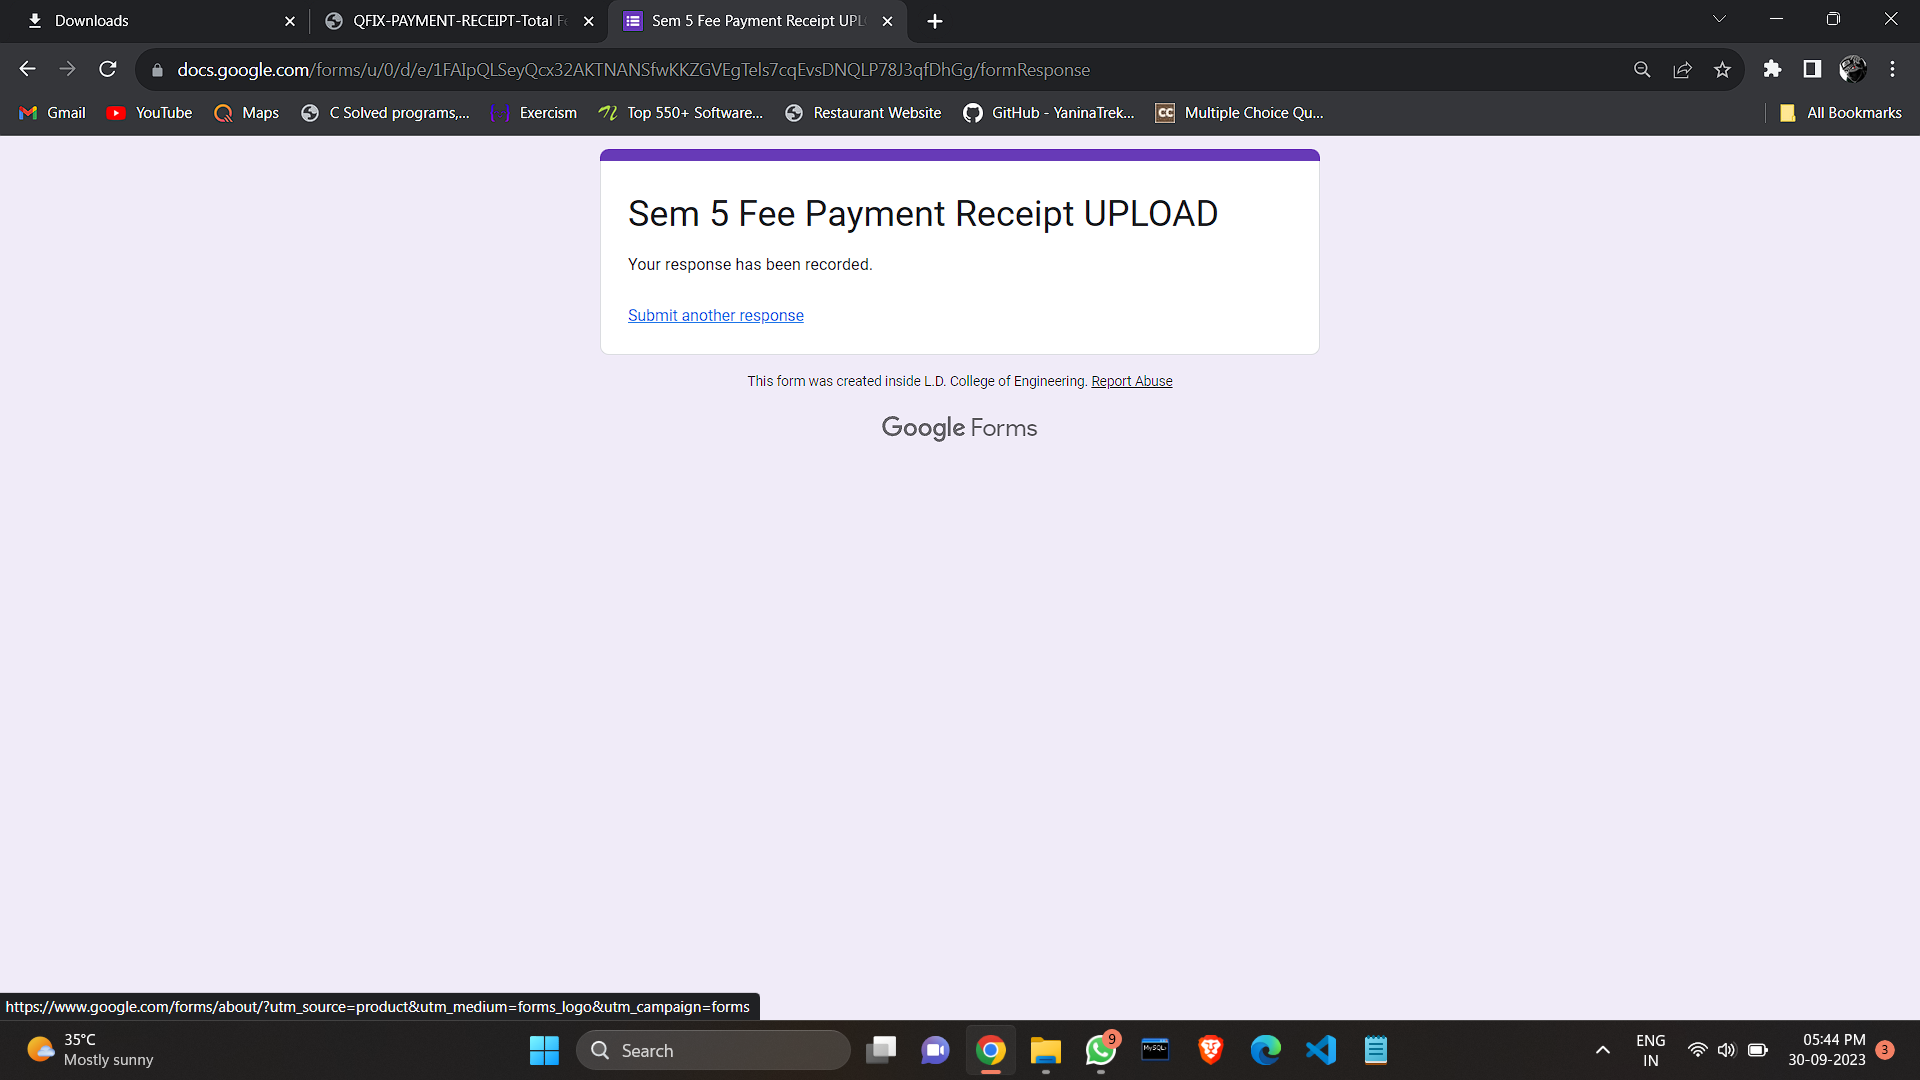 Downloads
QFIX-PAYMENT-RECEIPT-Total Fe
Sem 5 Fee Payment Receipt UPLO
docs.google.com/forms/u/0/d/e/1FAIpQLSeyQcx32AKTNANSfwKKZGVEgTels7cqEvsDNQLP78J3qfDhGg/formResponse
Gmail
YouTube
Maps
C Solved programs,...
Exercism
Top 550+ Software...
Restaurant Website
GitHub - YaninaTrek...
CC
Multiple Choice Qu...
All Bookmarks
Sem 5 Fee Payment Receipt UPLOAD
Your response has been recorded.
Submit another response
This form was created inside L.D. College of Engineering. Report Abuse
Google Forms
https://www.google.com/forms/about/?utm_source=product&utm_medium=forms_logo&utm_campaign=forms
35°C
Mostly sunny
Search
9
MySQL
ENG
IN
05:44 PM
30-09-2023
3